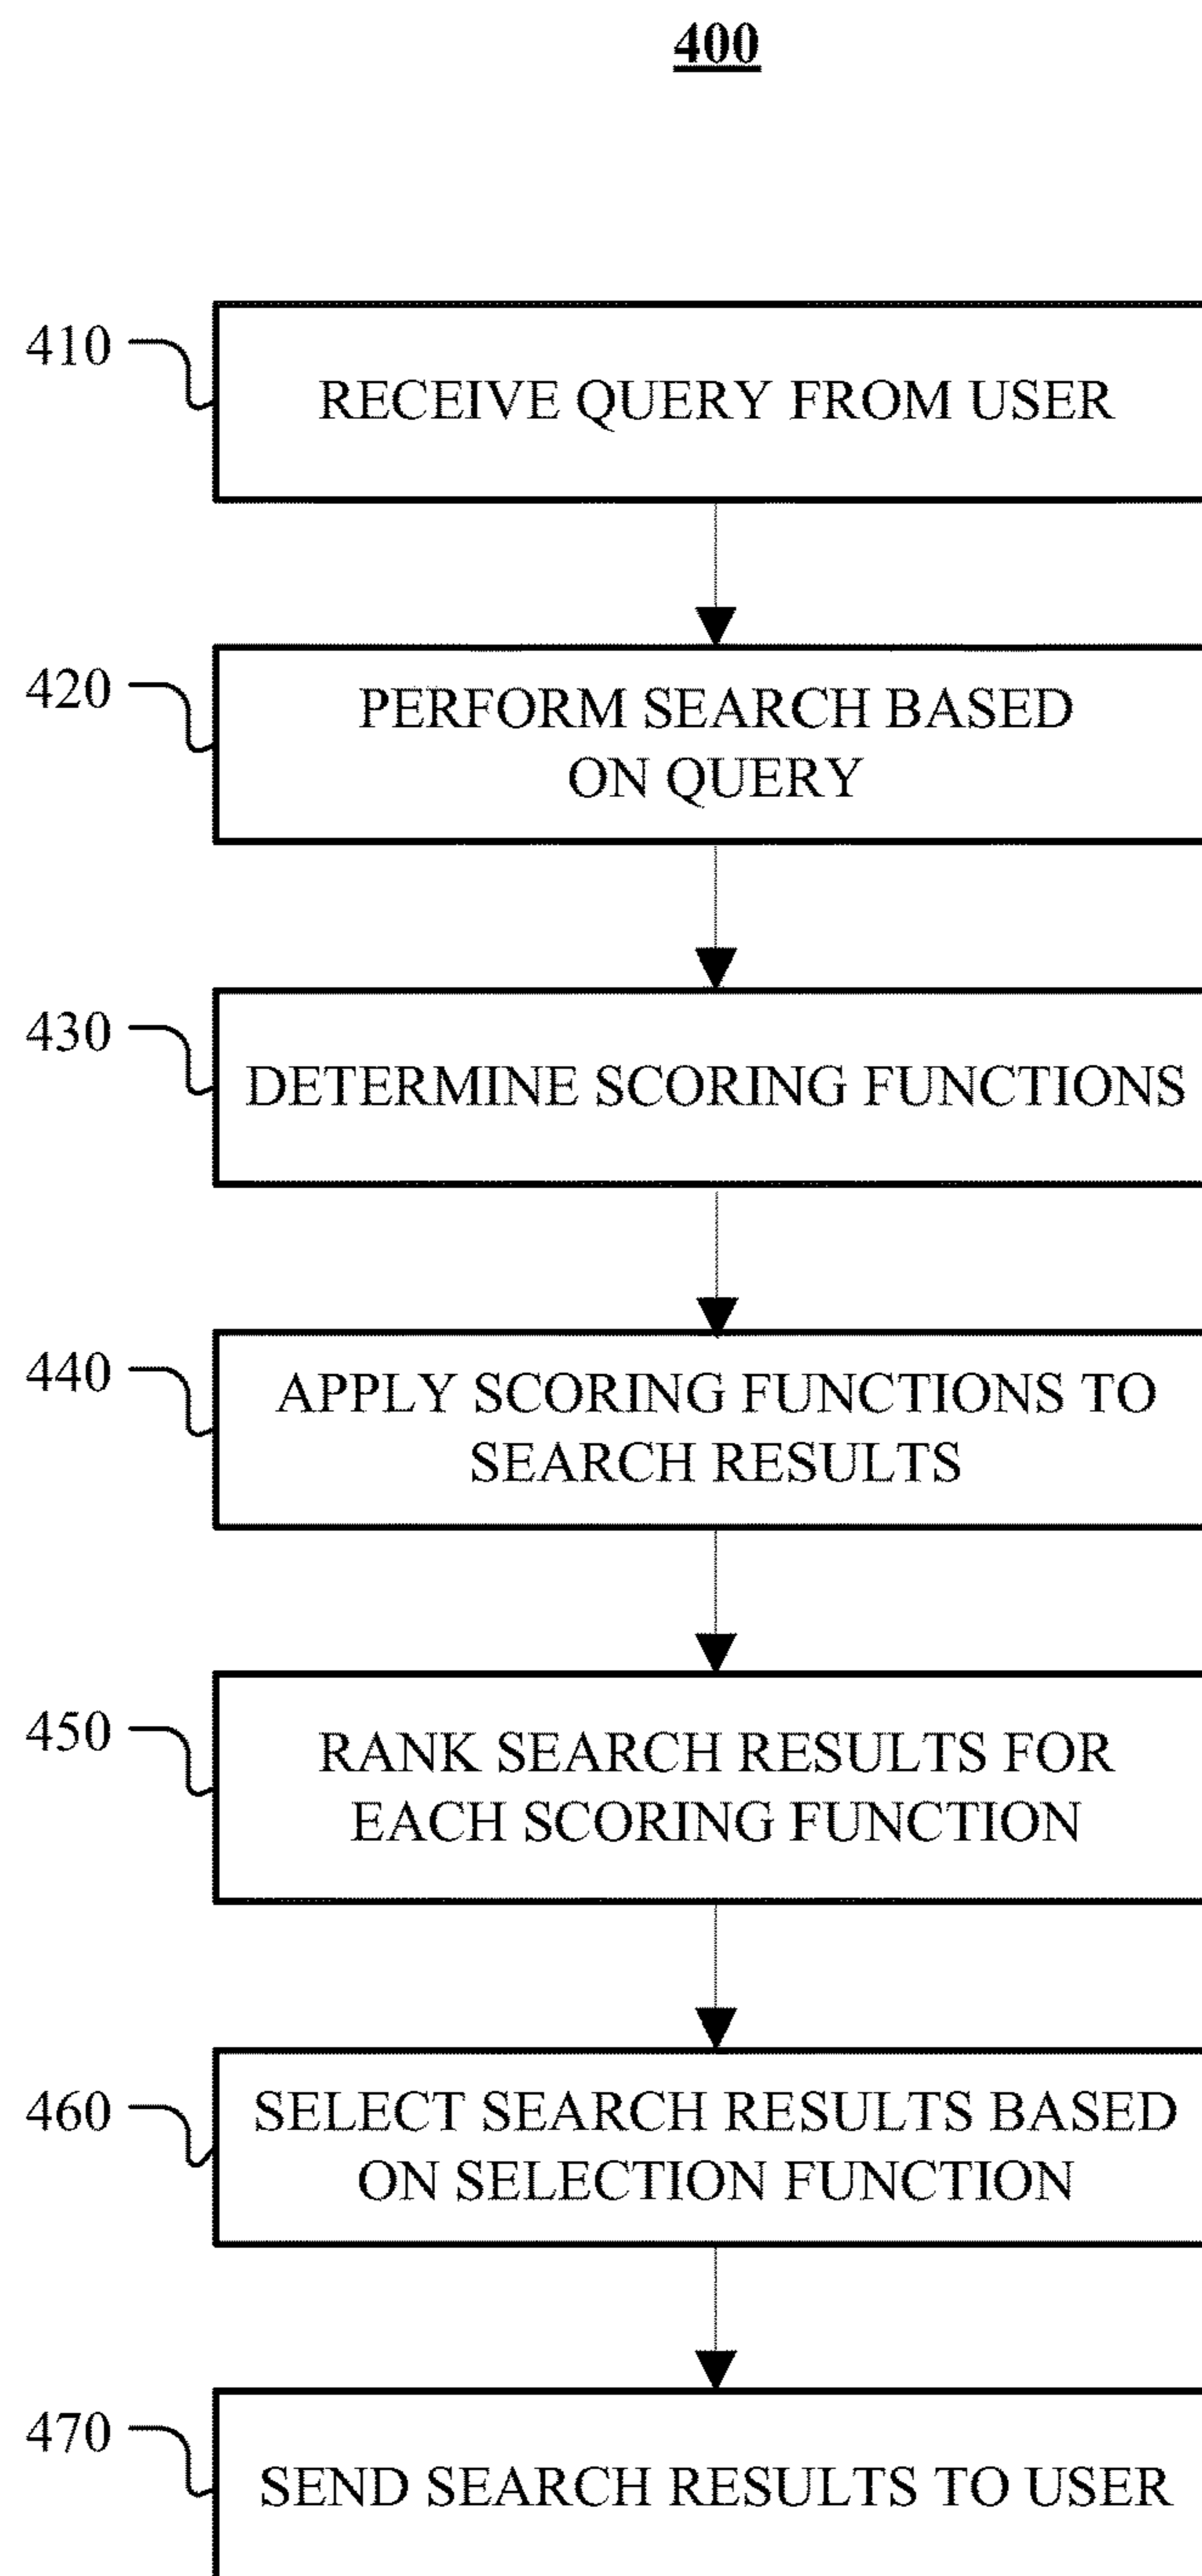 400
410
RECEIVE QUERY FROM USER
420
PERFORM SEARCH BASED
ON QUERY
430
DETERMINE SCORING FUNCTIONS
440
APPLY SCORING FUNCTIONS TO
SEARCH RESULTS
450
RANK SEARCH RESULTS FOR
EACH SCORING FUNCTION
460
SELECT SEARCH RESULTS BASED
ON SELECTION FUNCTION
470
SEND SEARCH RESULTS TO USER